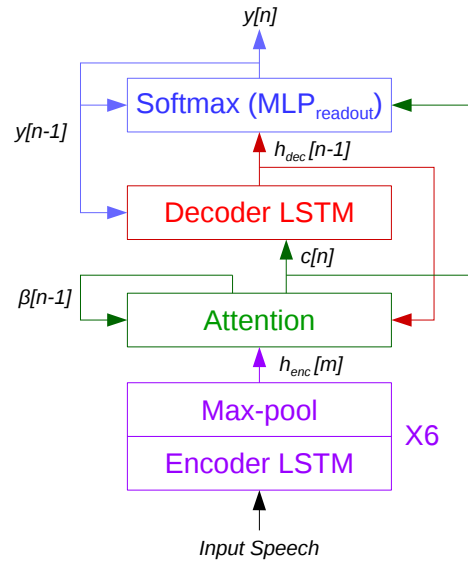 y[n]
Softmax (MLPreadout)
y[n-1]
hdec [n-1]
Decoder LSTM
c[n]
β[n-1]
Attention
henc [m]
Max-pool
X6
Encoder LSTM
Input Speech